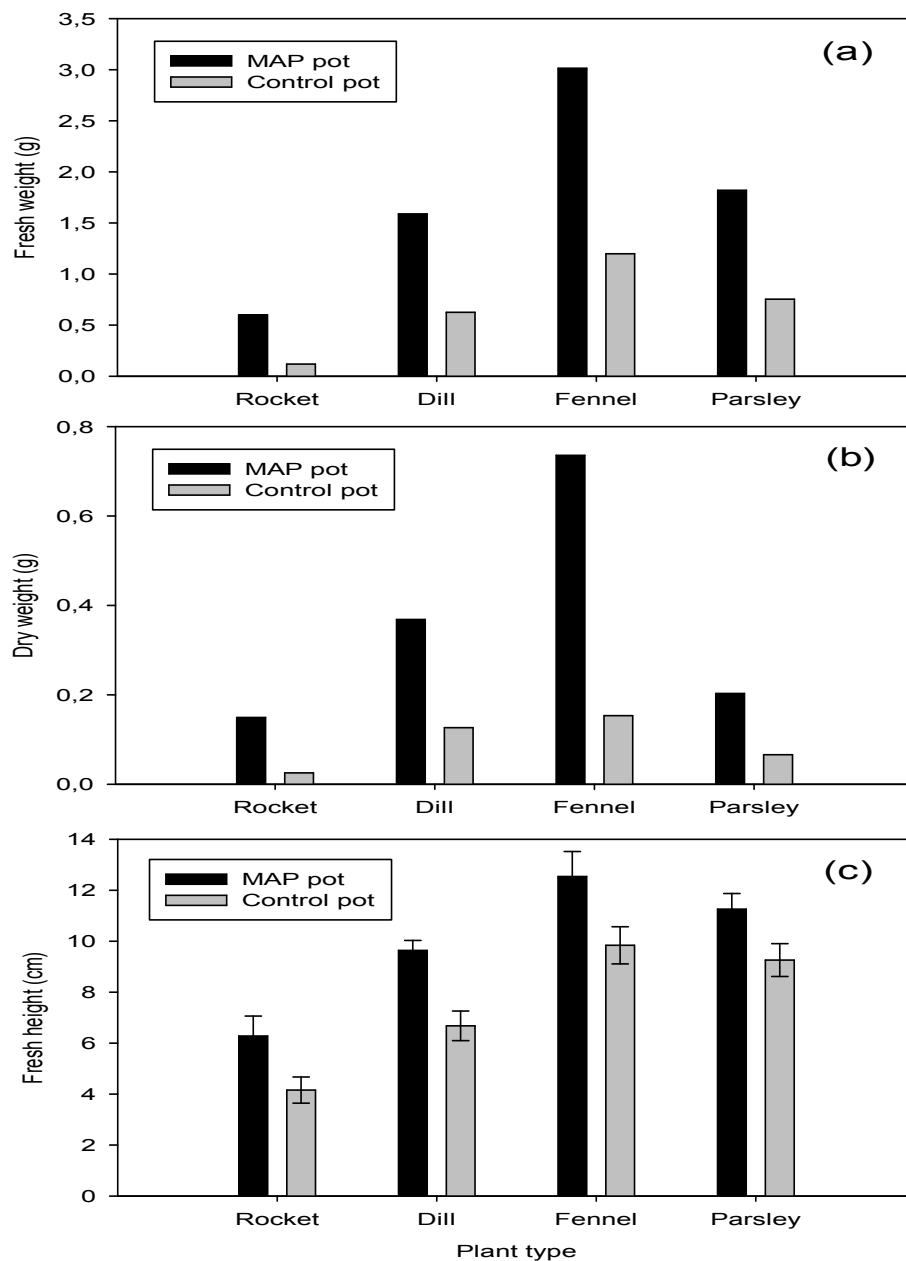 3,5
(a)
MAP pot
Control pot
3,0
2,5
2,0
1,5
1,0
0,5
0,0
Fresh weight (g)
Rocket Dill Fennel Parsley
0,8
(b)
MAP pot
Control pot
0,6
0,4
0,2
0,0
Dry weight (g)
Rocket Dill Fennel Parsley
14
(c)
MAP pot
Control pot
12
10
8
6
4
2
0
Fresh height (cm)
Rocket Dill Fennel Parsley
Plant type